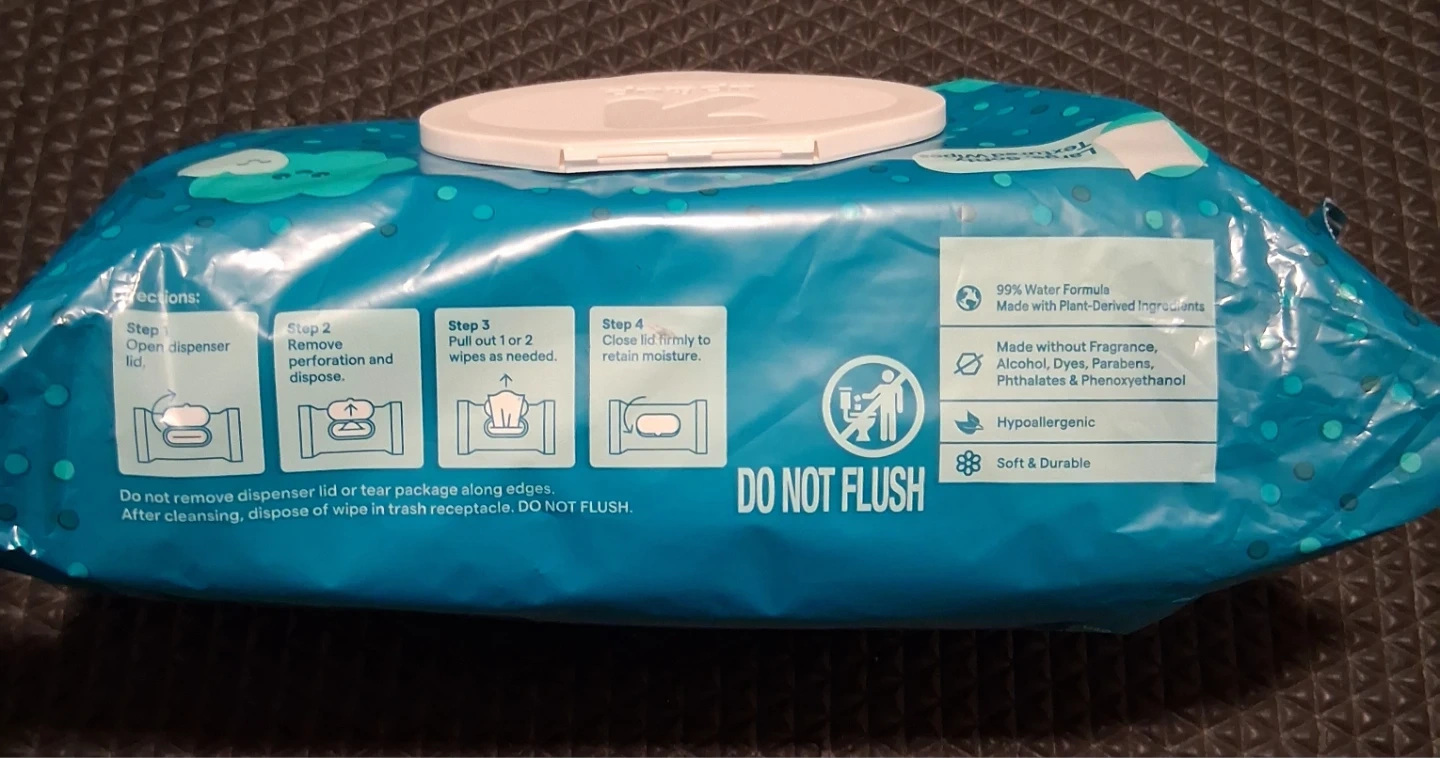 Textured Wipes
Directions:
Step 1
Open dispenser
lid.
Step 2
Remove
perforation and
dispose.
Step 3
Pull out 1 or 2
wipes as needed.
Step 4
Close lid firmly to
retain moisture.
Do not remove dispenser lid or tear package along edges.
After cleansing, dispose of wipe in trash receptacle. DO NOT FLUSH.
DO NOT FLUSH
99% Water Formula
Made with Plant-Derived Ingredients
Made without Fragrance,
Alcohol, Dyes, Parabens,
Phthalates & Phenoxyethanol
Hypoallergenic
Soft & Durable